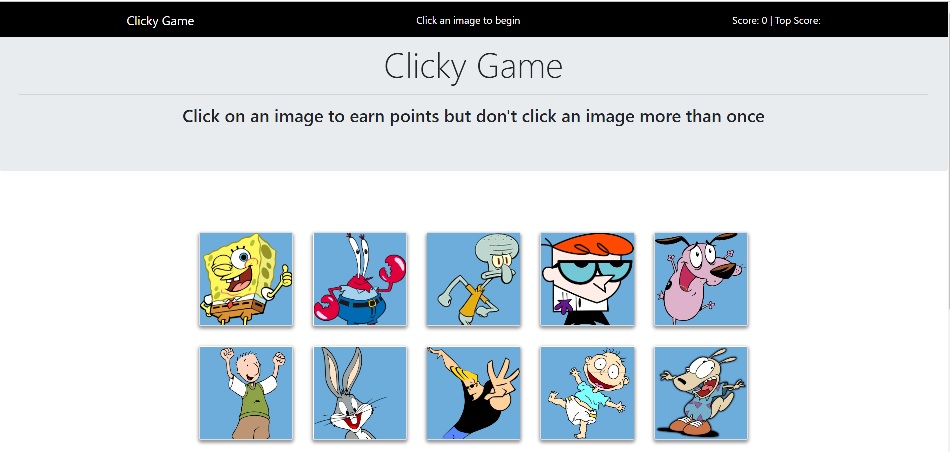 Clicky Game
Click an image to begin
Score: 0 | Top Score:
Clicky Game
Click on an image to earn points but don't click an image more than once